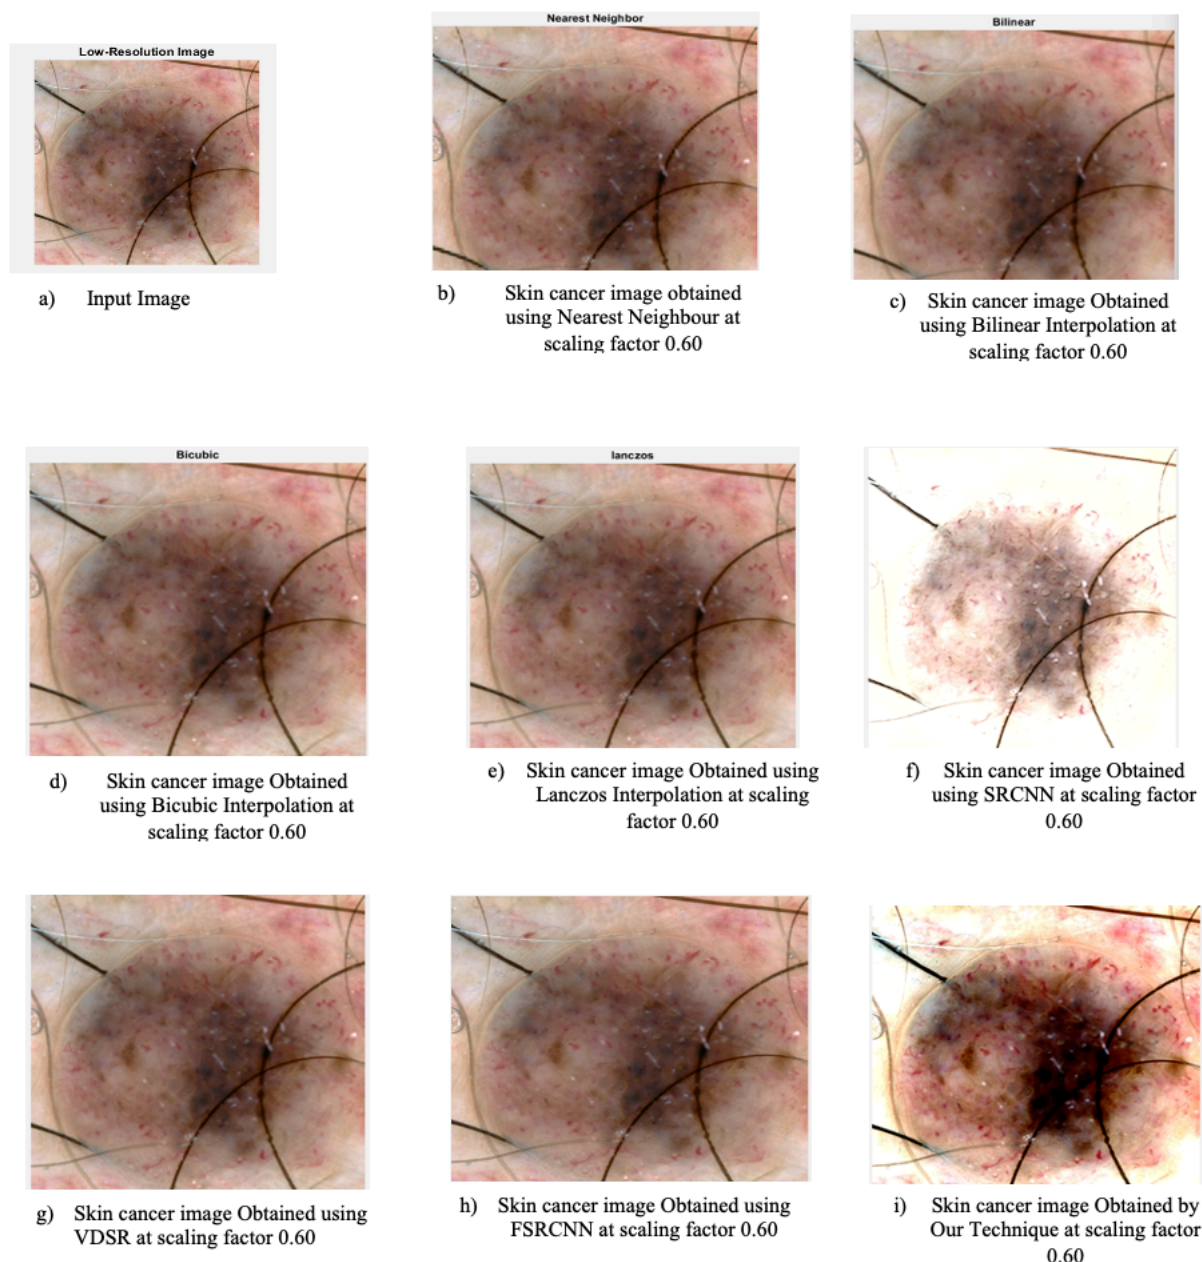 Low-Resolution Image
Nearest Neighbor
Bilinear
a) Input Image
b) Skin cancer image obtained
using Nearest Neighbour at
scaling factor 0.60
c) Skin cancer image Obtained
using Bilinear Interpolation at
scaling factor 0.60
Bicubic
lanczos
d) Skin cancer image Obtained
using Bicubic Interpolation at
scaling factor 0.60
e) Skin cancer image Obtained using
Lanczos Interpolation at scaling
factor 0.60
f) Skin cancer image Obtained
using SRCNN at scaling factor
0.60
g) Skin cancer image Obtained using
VDSR at scaling factor 0.60
h) Skin cancer image Obtained using
FSRCNN at scaling factor 0.60
i) Skin cancer image Obtained by
Our Technique at scaling factor
0.60